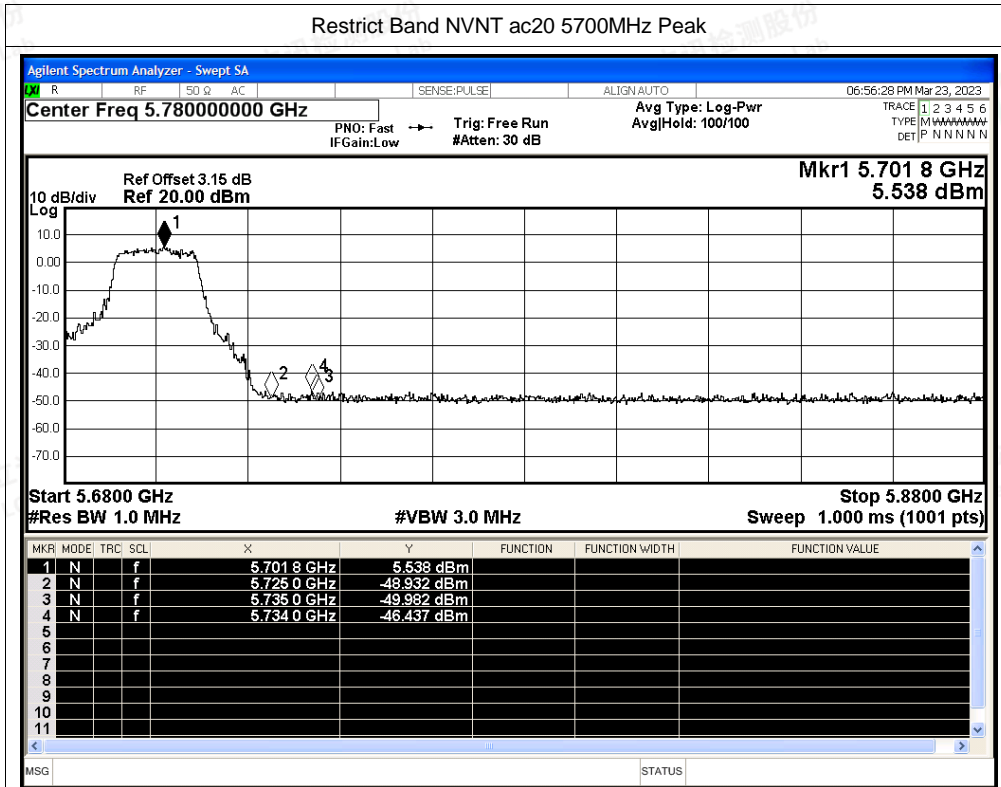 Restrict Band NVNT ac20 5700MHz Peak
Agilent Spectrum Analyzer - Swept SA
LXI R RF 50 Ω AC SENSE:PULSE ALIGN AUTO 06:56:28 PM Mar 23, 2023
Center Freq 5.780000000 GHz
PNO: Fast
IFGain:Low
Trig: Free Run
#Atten: 30 dB
Avg Type: Log-Pwr
Avg|Hold: 100/100
TRACE 1 2 3 4 5 6
TYPE M
DET P N N N N N
Mkr1 5.701 8 GHz
5.538 dBm
Ref Offset 3.15 dB
Ref 20.00 dBm
10 dB/div
Log
10.0
0.00
-10.0
-20.0
-30.0
-40.0
-50.0
-60.0
-70.0
1
2
4
3
Start 5.6800 GHz Stop 5.8800 GHz
#Res BW 1.0 MHz #VBW 3.0 MHz Sweep 1.000 ms (1001 pts)
MKR MODE TRC SCL X Y FUNCTION FUNCTION WIDTH FUNCTION VALUE
1 N f 5.701 8 GHz 5.538 dBm
2 N f 5.725 0 GHz -48.932 dBm
3 N f 5.735 0 GHz -49.982 dBm
4 N f 5.734 0 GHz -46.437 dBm
5
6
7
8
9
10
11
MSG STATUS